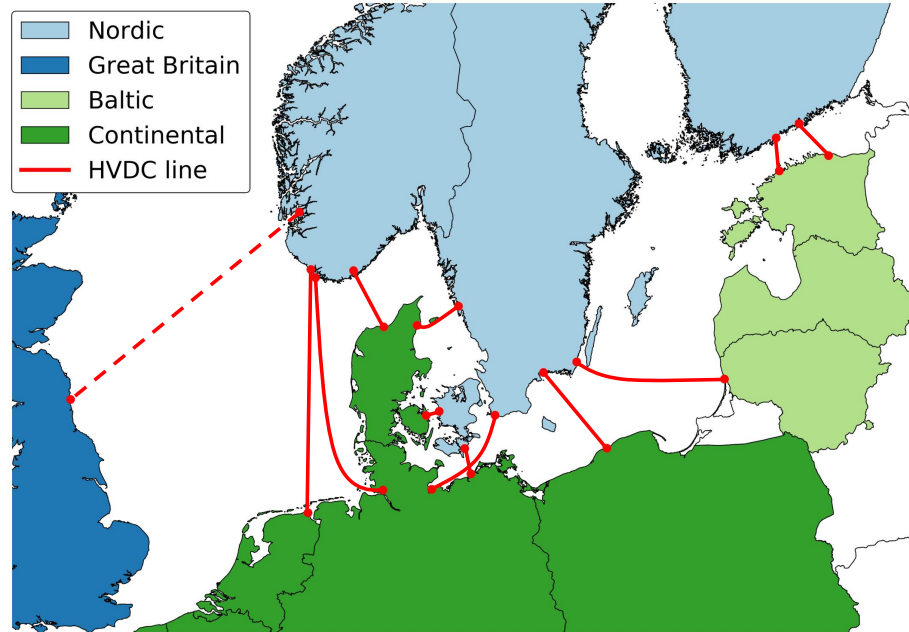 Nordic
Great Britain
Baltic
Continental
HVDC line